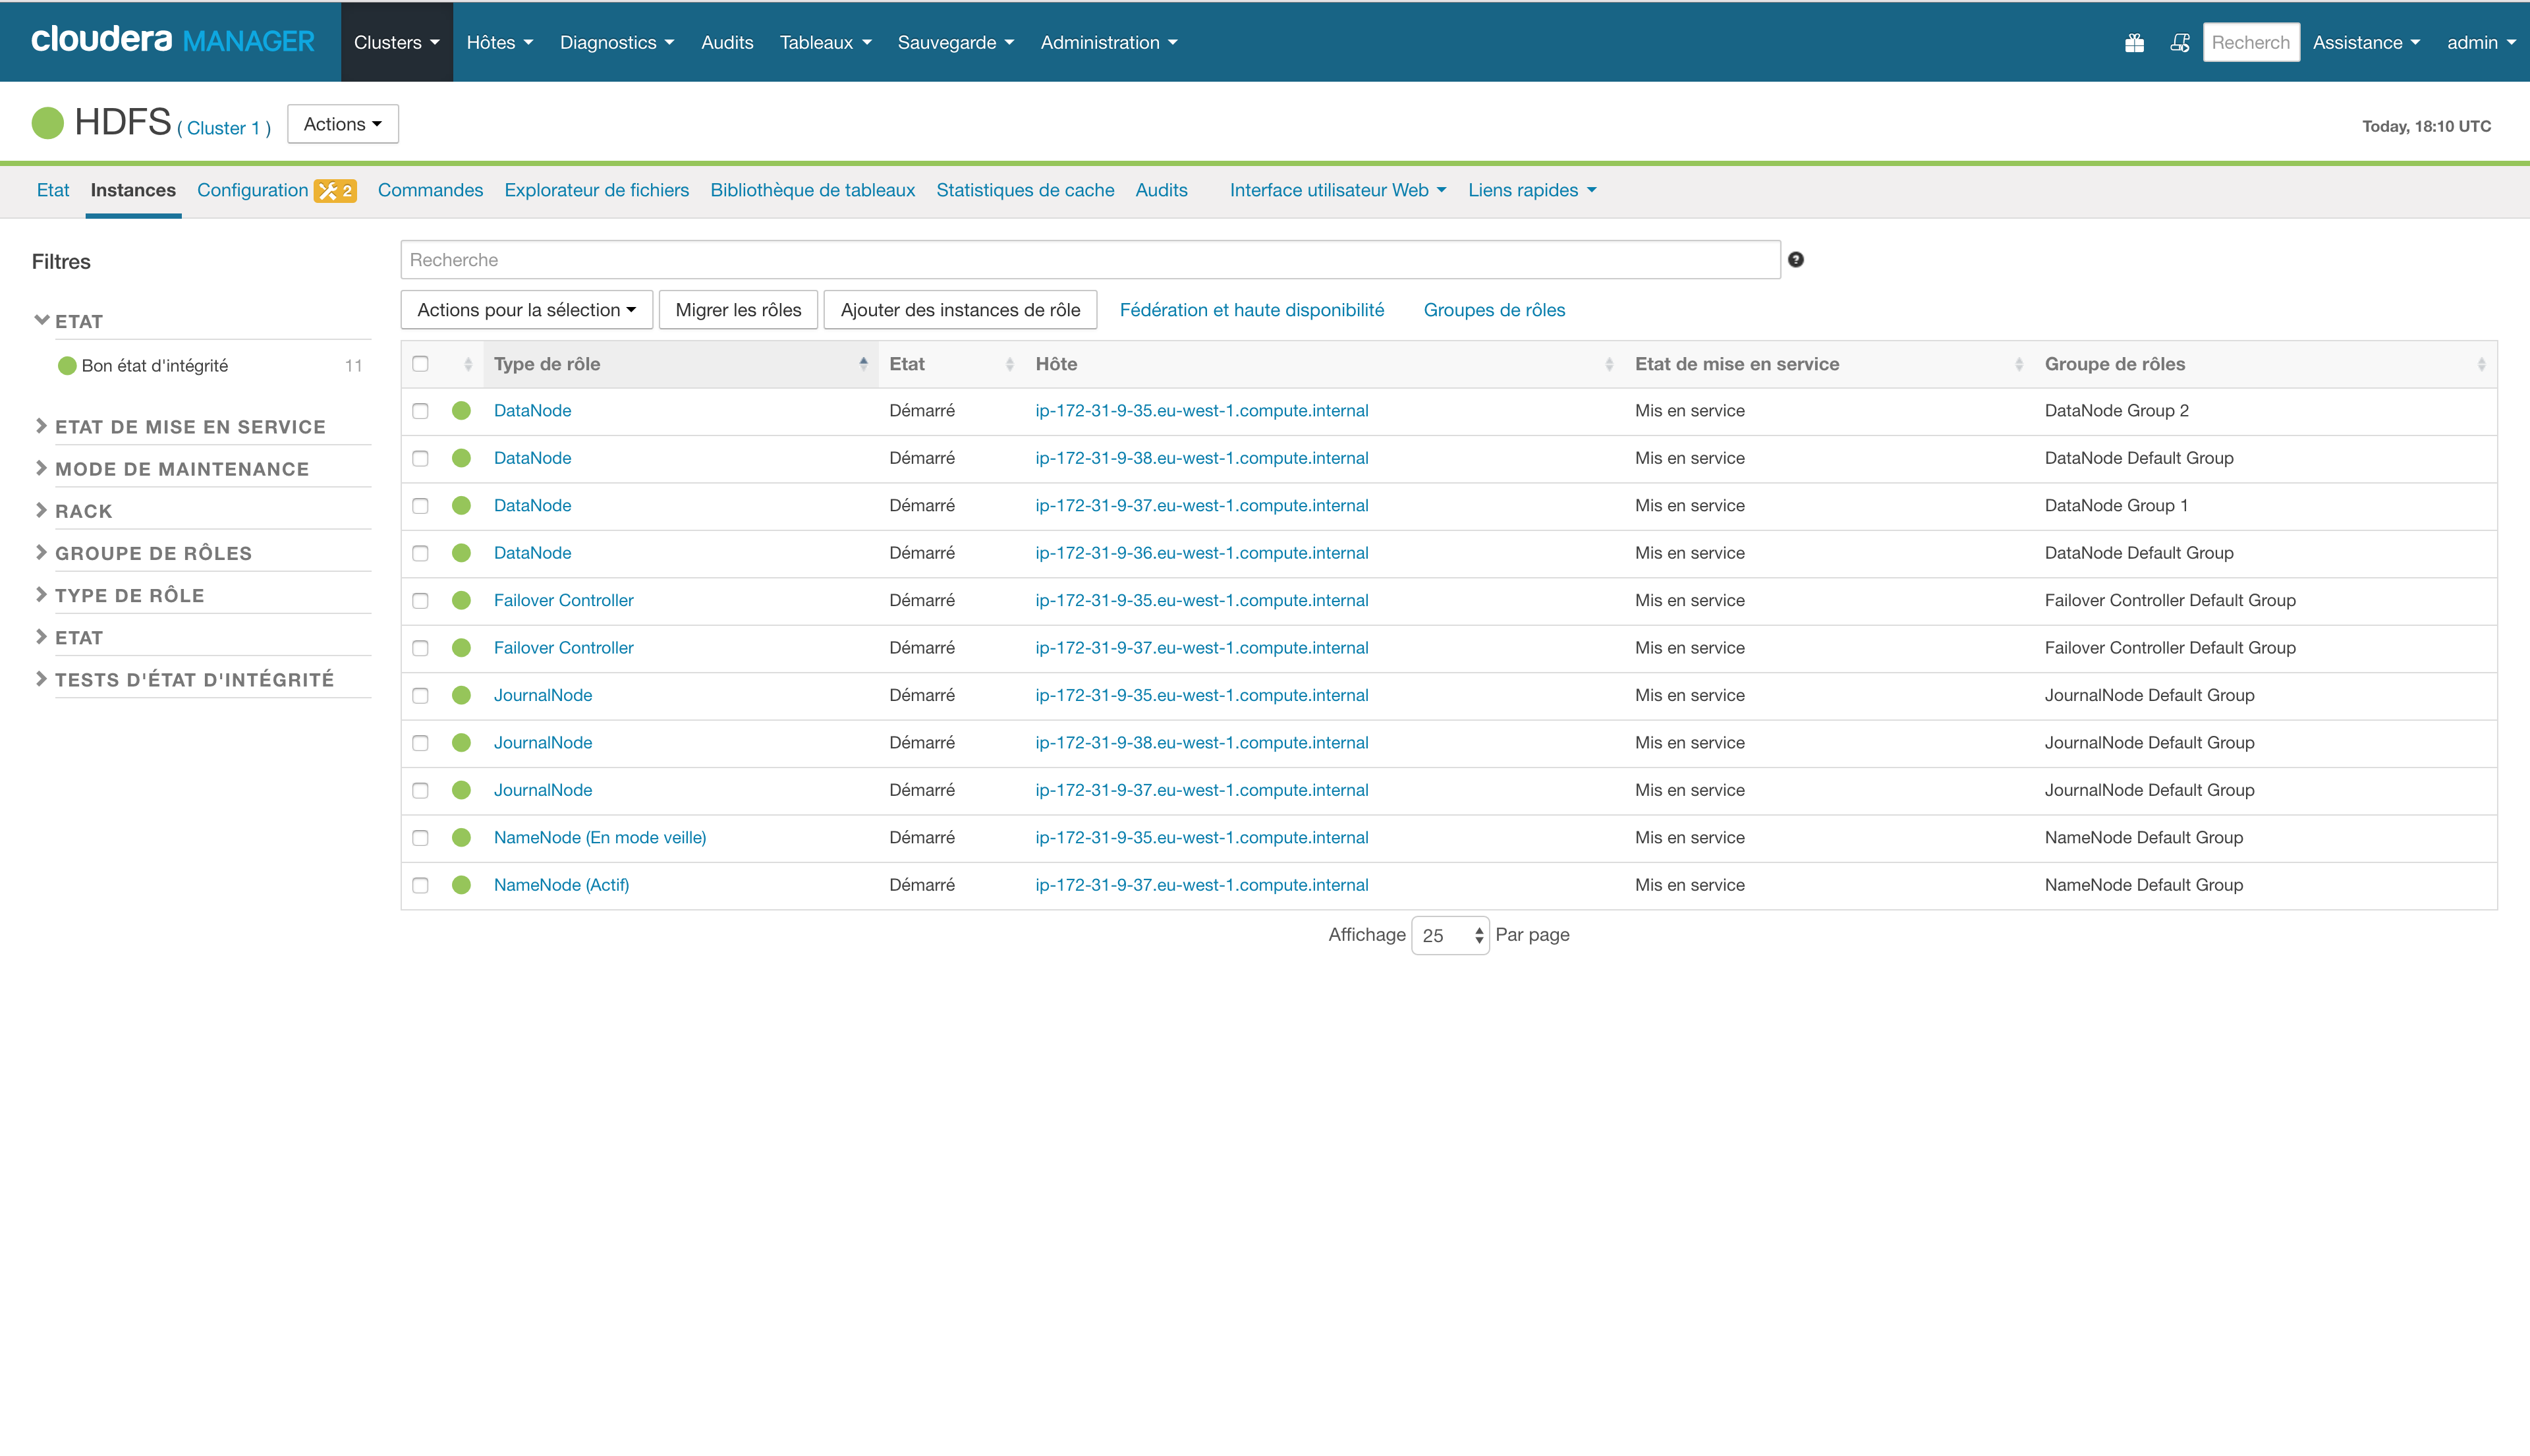 cloudera MANAGER Clusters Hôtes Diagnostics Audits Tableaux Sauvegarde Administration Recherch Assistance admin
HDFS ( Cluster 1 ) Actions Today, 18:10 UTC
Etat Instances Configuration 2 Commandes Explorateur de fichiers Bibliothèque de tableaux Statistiques de cache Audits Interface utilisateur Web Liens rapides
Filtres
ETAT
Bon état d'intégrité 11
ETAT DE MISE EN SERVICE
MODE DE MAINTENANCE
RACK
GROUPE DE RÔLES
TYPE DE RÔLE
ETAT
TESTS D'ÉTAT D'INTÉGRITÉ
Recherche ?
Actions pour la sélection Migrer les rôles Ajouter des instances de rôle Fédération et haute disponibilité Groupes de rôles
Type de rôle Etat Hôte Etat de mise en service Groupe de rôles
DataNode Démarré ip-172-31-9-35.eu-west-1.compute.internal Mis en service DataNode Group 2
DataNode Démarré ip-172-31-9-38.eu-west-1.compute.internal Mis en service DataNode Default Group
DataNode Démarré ip-172-31-9-37.eu-west-1.compute.internal Mis en service DataNode Group 1
DataNode Démarré ip-172-31-9-36.eu-west-1.compute.internal Mis en service DataNode Default Group
Failover Controller Démarré ip-172-31-9-35.eu-west-1.compute.internal Mis en service Failover Controller Default Group
Failover Controller Démarré ip-172-31-9-37.eu-west-1.compute.internal Mis en service Failover Controller Default Group
JournalNode Démarré ip-172-31-9-35.eu-west-1.compute.internal Mis en service JournalNode Default Group
JournalNode Démarré ip-172-31-9-38.eu-west-1.compute.internal Mis en service JournalNode Default Group
JournalNode Démarré ip-172-31-9-37.eu-west-1.compute.internal Mis en service JournalNode Default Group
NameNode (En mode veille) Démarré ip-172-31-9-35.eu-west-1.compute.internal Mis en service NameNode Default Group
NameNode (Actif) Démarré ip-172-31-9-37.eu-west-1.compute.internal Mis en service NameNode Default Group
Affichage 25 Par page